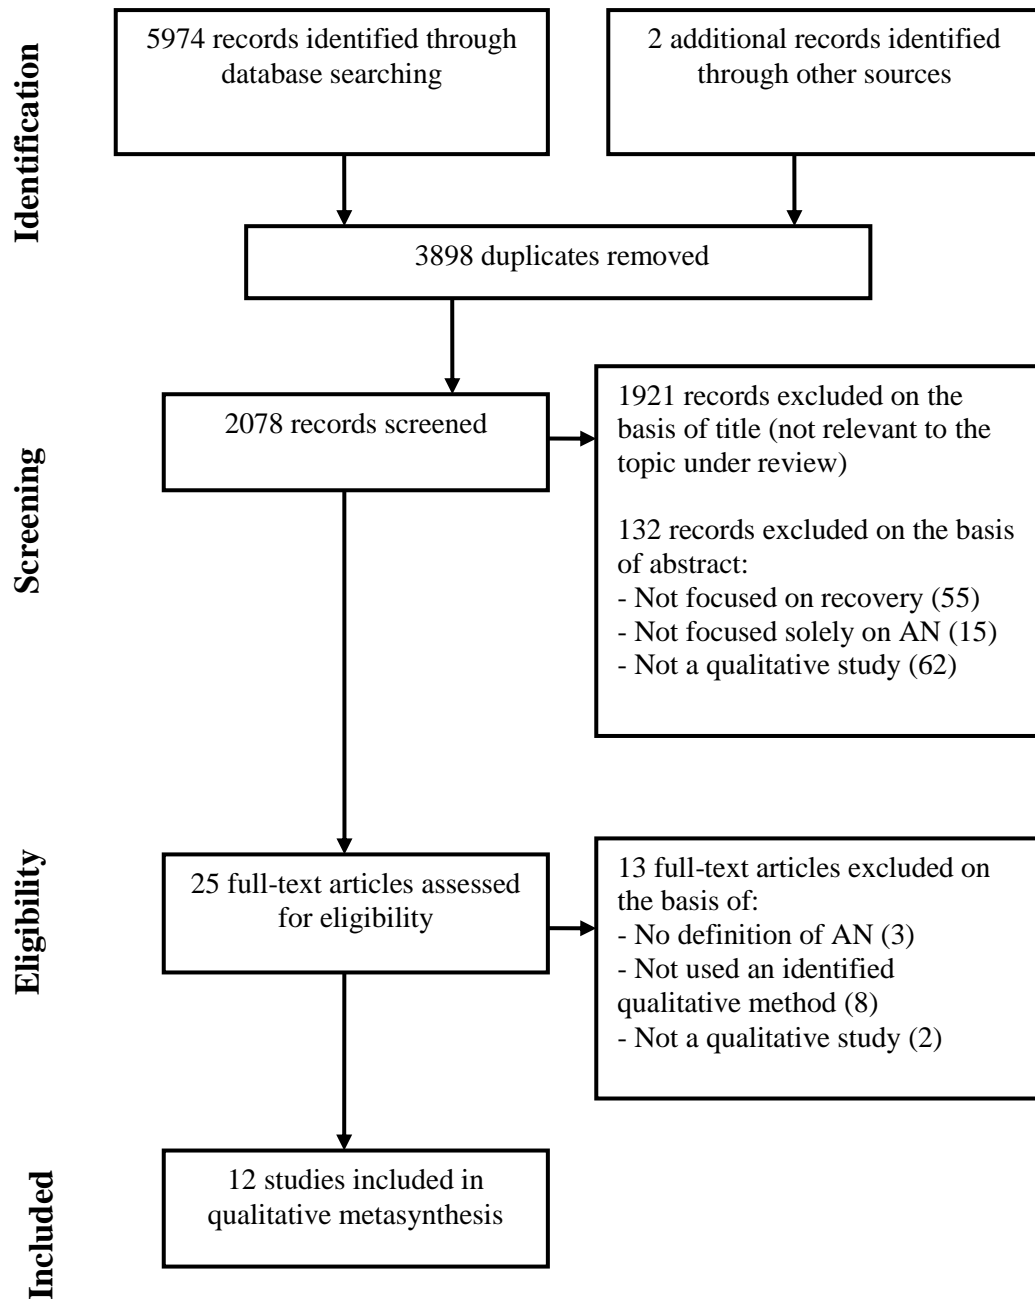 Identification
5974 records identified through
database searching
2 additional records identified
through other sources
3898 duplicates removed
Screening
2078 records screened
1921 records excluded on the
basis of title (not relevant to the
topic under review)
132 records excluded on the basis
of abstract:
- Not focused on recovery (55)
- Not focused solely on AN (15)
- Not a qualitative study (62)
Eligibility
25 full-text articles assessed
for eligibility
13 full-text articles excluded on
the basis of:
- No definition of AN (3)
- Not used an identified
qualitative method (8)
- Not a qualitative study (2)
Included
12 studies included in
qualitative metasynthesis